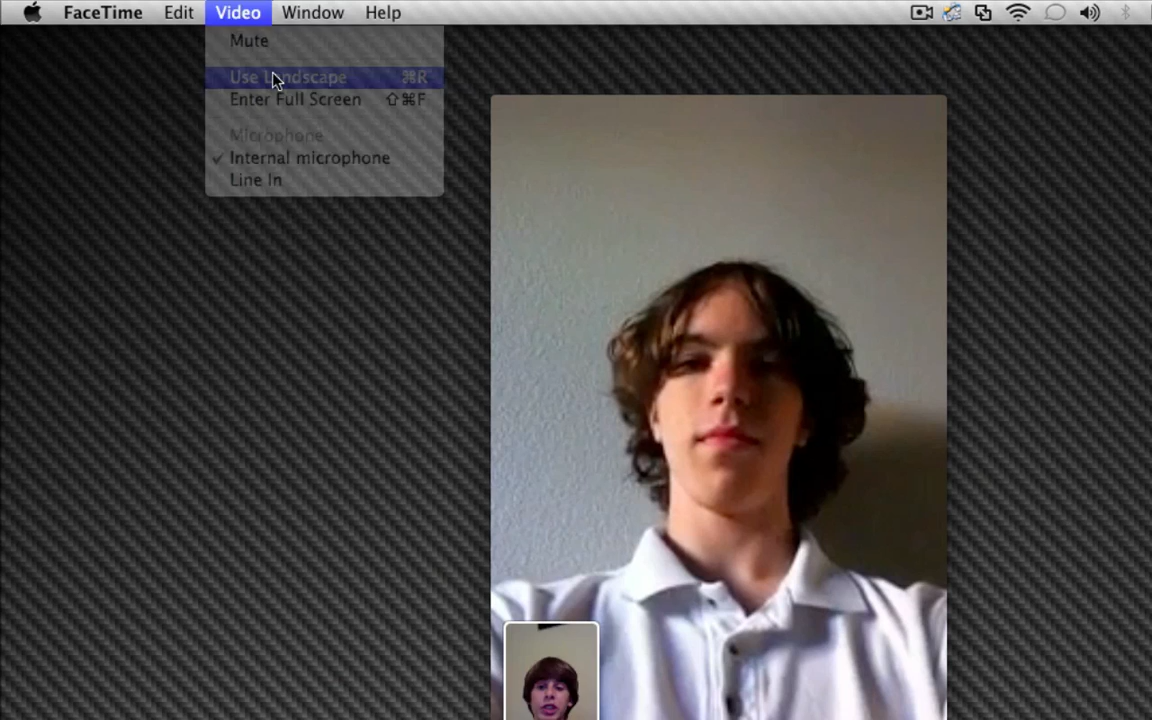 FaceTime Edit Video Window Help
Mute
Use Landscape ⌘R
Enter Full Screen ⇧⌘F
Microphone
✓ Internal microphone
Line In